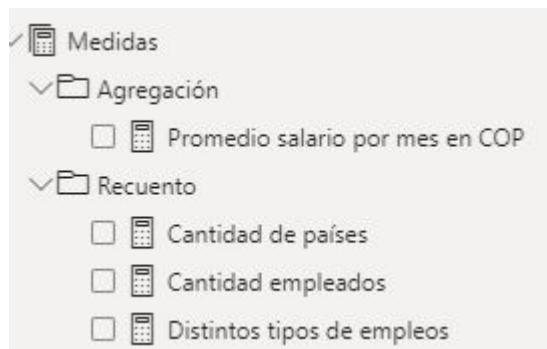 Medidas
Agregación
Promedio salario por mes en COP
Recuento
Cantidad de países
Cantidad empleados
Distintos tipos de empleos